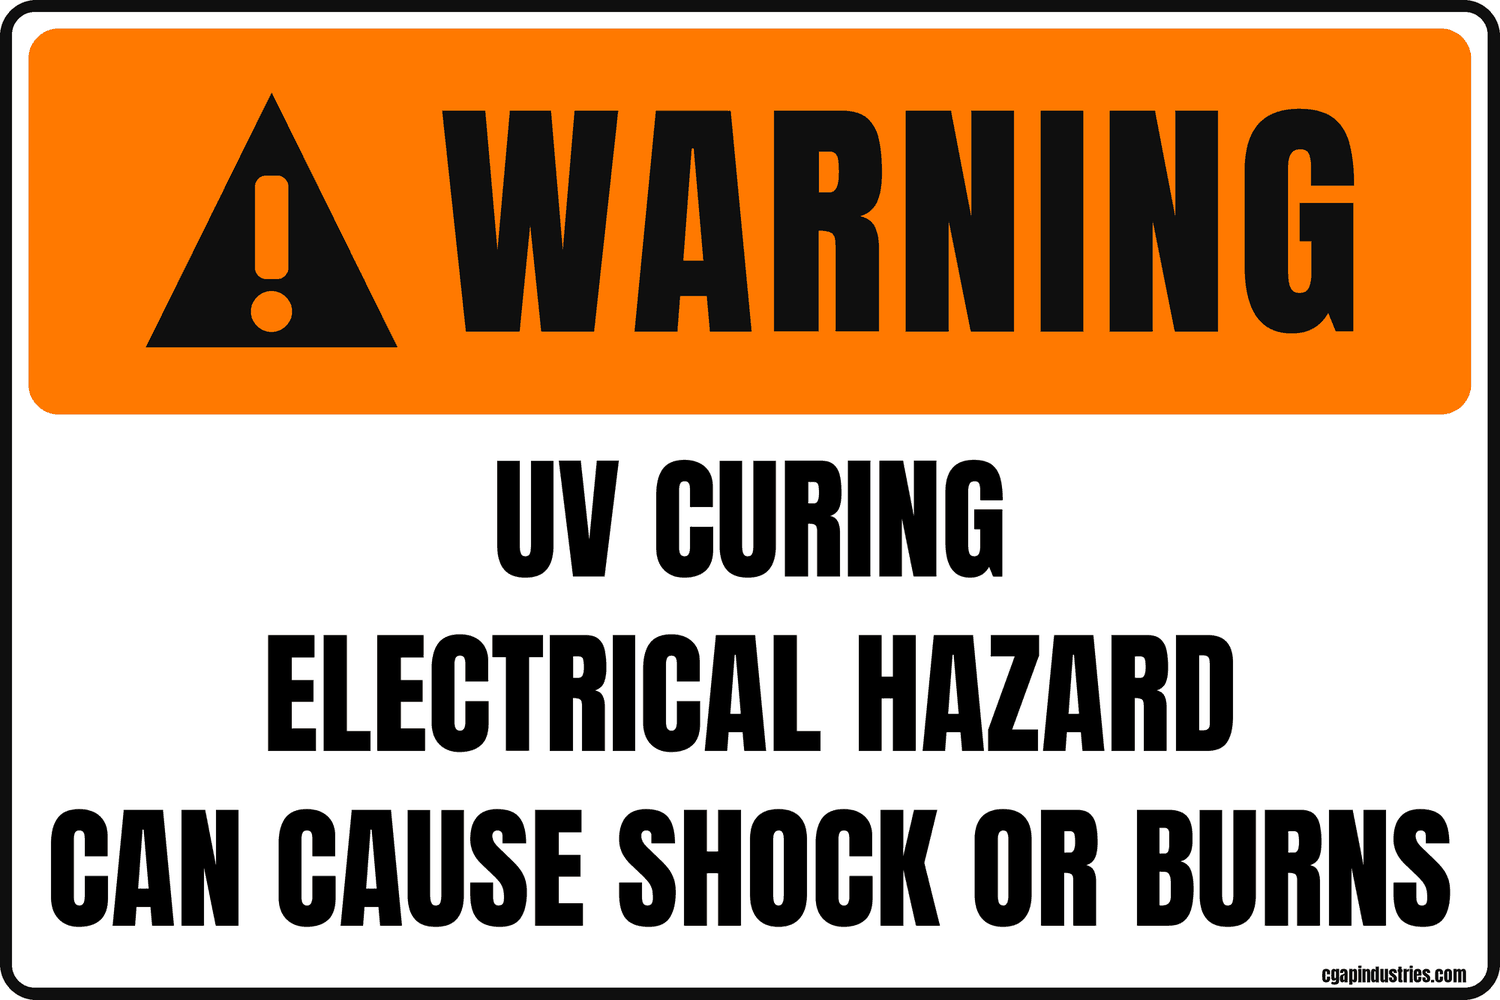 WARNING
UV CURING
ELECTRICAL HAZARD
CAN CAUSE SHOCK OR BURNS
cgapindustries.com